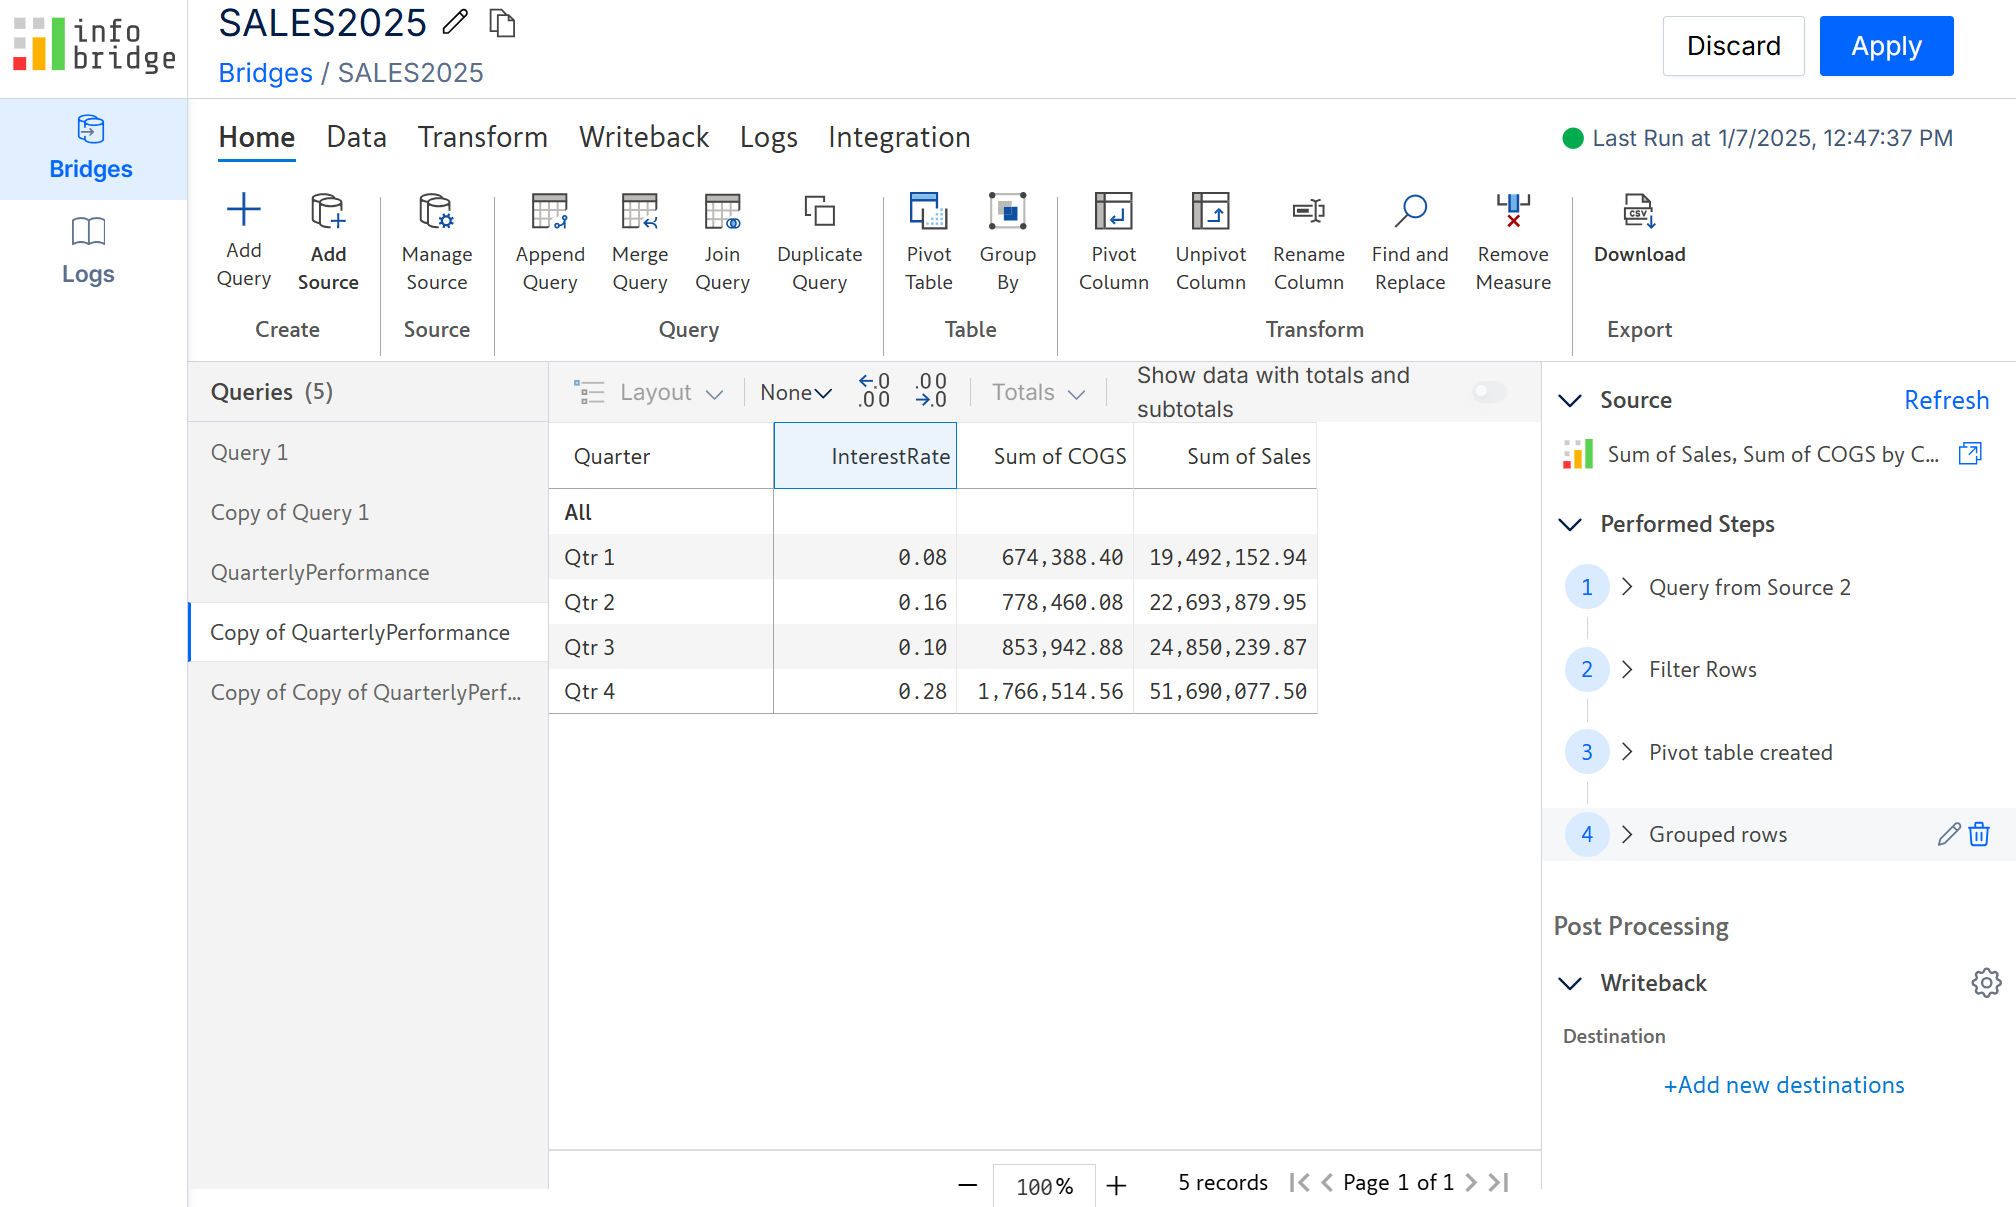 info
bridge
SALES2025
Bridges / SALES2025
Discard
Apply
Bridges
Logs
Home Data Transform Writeback Logs Integration
Last Run at 1/7/2025, 12:47:37 PM
Add
Query
Add
Source
Create
Manage
Source
Source
Append
Query
Merge
Query
Join
Query
Duplicate
Query
Query
Pivot
Table
Group
By
Table
Pivot
Column
Unpivot
Column
Rename
Column
Find and
Replace
Remove
Measure
Transform
CSV
Download
Export
Queries (5)
Query 1
Copy of Query 1
QuarterlyPerformance
Copy of QuarterlyPerformance
Copy of Copy of QuarterlyPerf...
Layout
None
.0
.00
.00
.0
Totals
Show data with totals and
subtotals
Quarter InterestRate Sum of COGS Sum of Sales
All
Qtr 1 0.08 674,388.40 19,492,152.94
Qtr 2 0.16 778,460.08 22,693,879.95
Qtr 3 0.10 853,942.88 24,850,239.87
Qtr 4 0.28 1,766,514.56 51,690,077.50
100%
5 records
Page 1 of 1
Source
Refresh
Sum of Sales, Sum of COGS by C...
Performed Steps
1 Query from Source 2
2 Filter Rows
3 Pivot table created
4 Grouped rows
Post Processing
Writeback
Destination
+Add new destinations